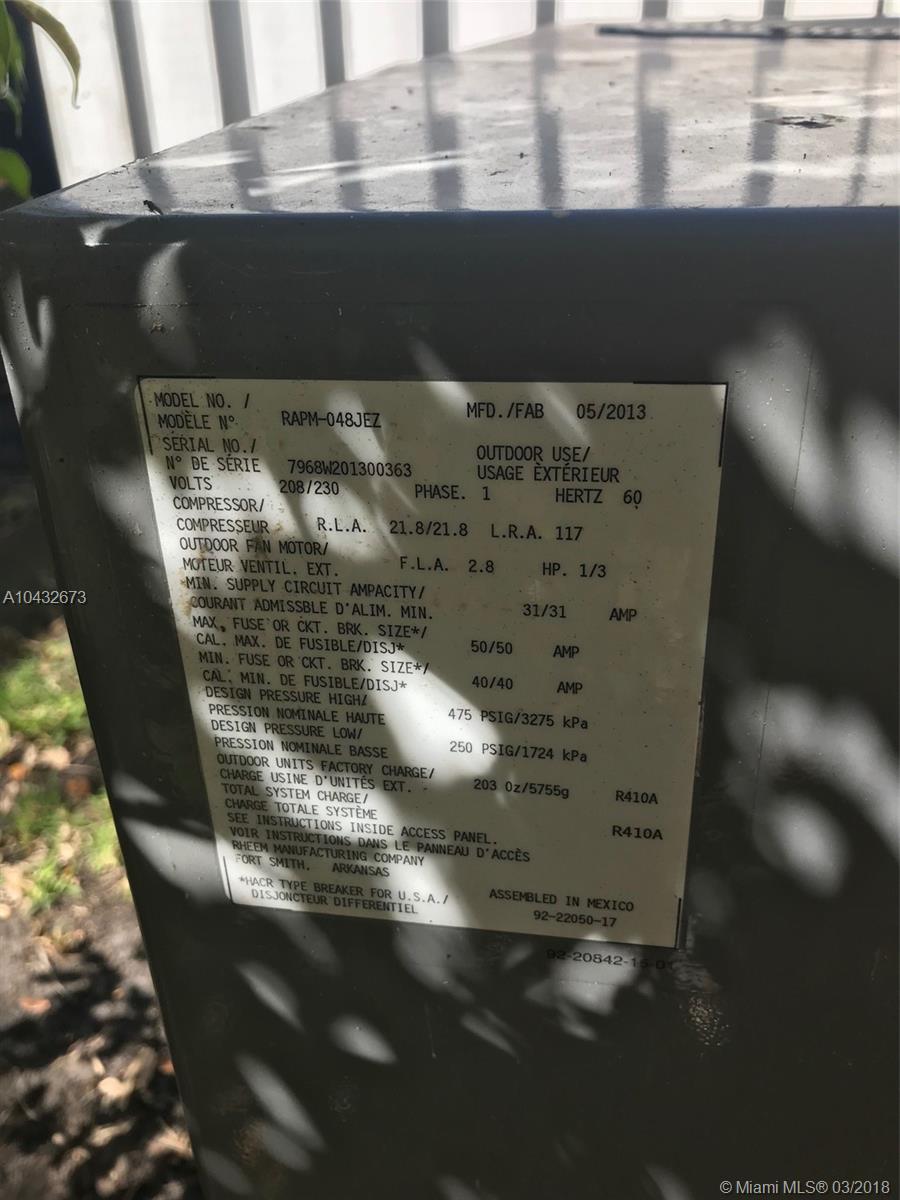 MODEL NO. / MFD./FAB 05/2013
MODÈLE N° RAPM-048JEZ
SERIAL NO./ OUTDOOR USE/
N° DE SÉRIE 7968W201300363 USAGE EXTÉRIEUR
VOLTS 208/230 PHASE. 1 HERTZ 60
COMPRESSOR/
COMPRESSEUR R.L.A. 21.8/21.8 L.R.A. 117
OUTDOOR FAN MOTOR/
MOTEUR VENTIL. EXT. F.L.A. 2.8 HP. 1/3
MIN. SUPPLY CIRCUIT AMPACITY/
COURANT ADMISSBLE D'ALIM. MIN. 31/31 AMP
MAX. FUSE OR CKT. BRK. SIZE*/
CAL. MAX. DE FUSIBLE/DISJ* 50/50 AMP
MIN. FUSE OR CKT. BRK. SIZE*/
CAL. MIN. DE FUSIBLE/DISJ* 40/40 AMP
DESIGN PRESSURE HIGH/
PRESSION NOMINALE HAUTE 475 PSIG/3275 kPa
DESIGN PRESSURE LOW/
PRESSION NOMINALE BASSE 250 PSIG/1724 kPa
OUTDOOR UNITS FACTORY CHARGE/
CHARGE USINE D'UNITÉS EXT. - 203 Oz/5755g R410A
TOTAL SYSTEM CHARGE/
CHARGE TOTALE SYSTÈME R410A
SEE INSTRUCTIONS INSIDE ACCESS PANEL.
VOIR INSTRUCTIONS DANS LE PANNEAU D'ACCÈS
RHEEM MANUFACTURING COMPANY
FORT SMITH, ARKANSAS
*HACR TYPE BREAKER FOR U.S.A./ ASSEMBLED IN MEXICO
DISJONCTEUR DIFFERENTIEL 92-22050-17
92-20842-15-01
A10432673
© Miami MLS® 03/2018